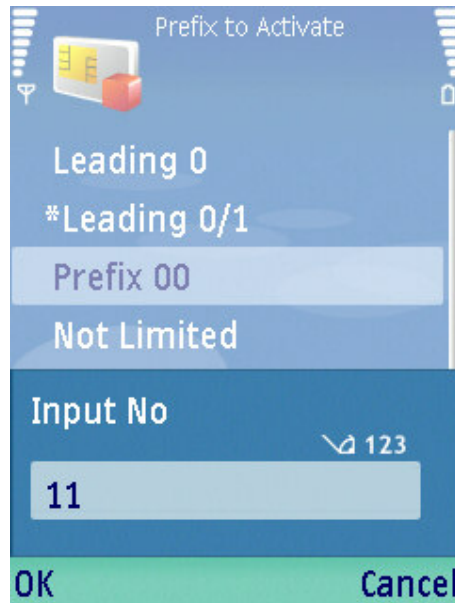 Prefix to Activate
Leading 0
*Leading 0/1
Prefix 00
Not Limited
Input No
123
11
OK Cancel